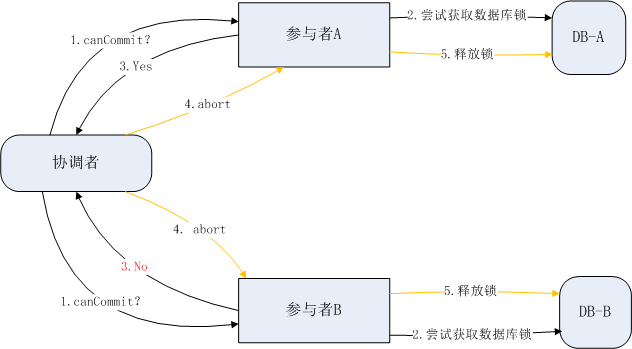 参与者A
2.尝试获取数据库锁
DB-A
1.canCommit?
5.释放锁
3.Yes
4.abort
协调者
4. abort
3.No
1.canCommit?
参与者B
5.释放锁
DB-B
2.尝试获取数据库锁